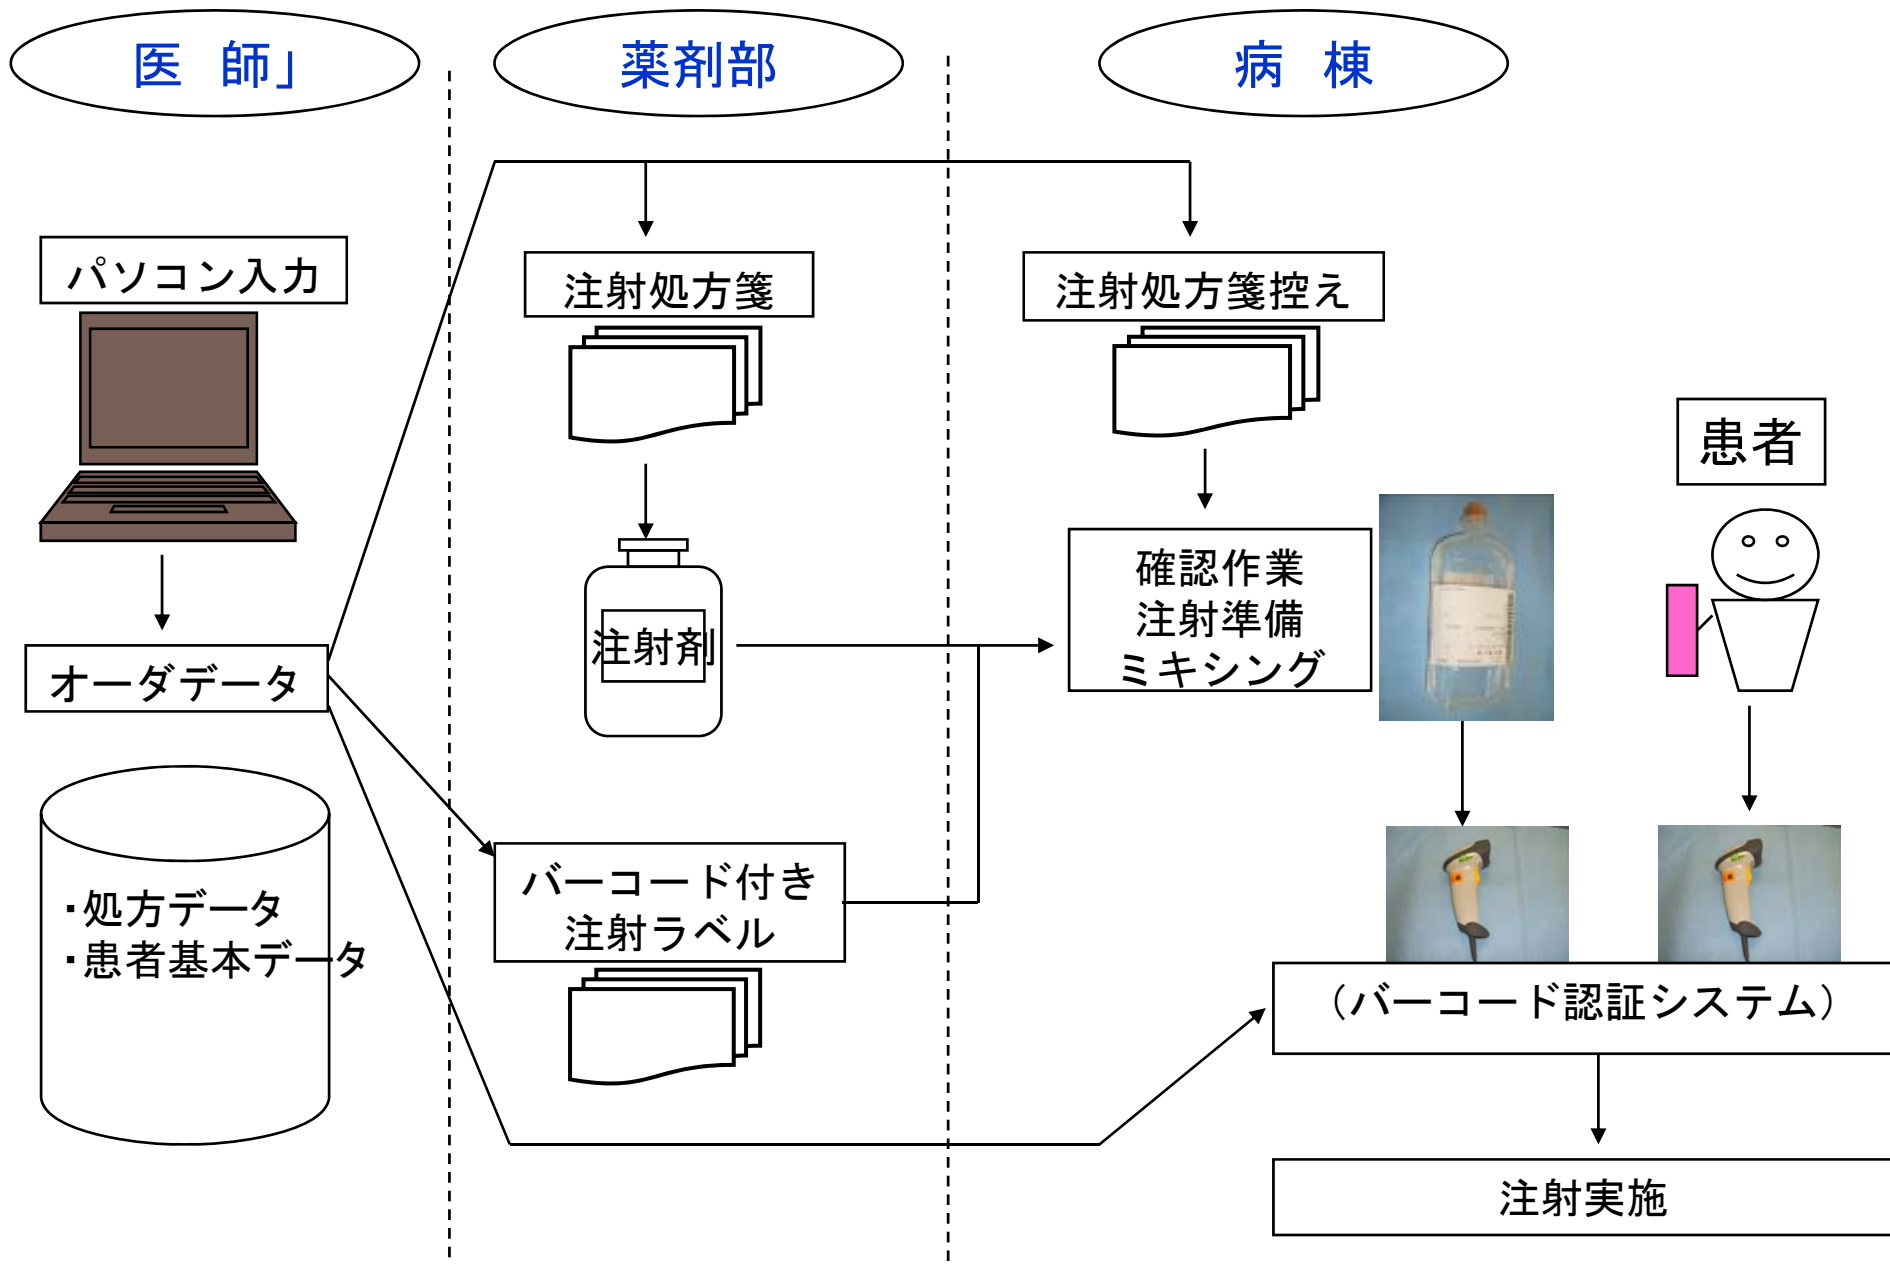 医 師」
薬剤部
病 棟
パソコン入力
注射処方箋
注射処方箋控え
患者
確認作業
注射準備
ミキシング
注射剤
オーダデータ
バーコード付き
注射ラベル
・処方データ
・患者基本データ
（バーコード認証システム）
注射実施